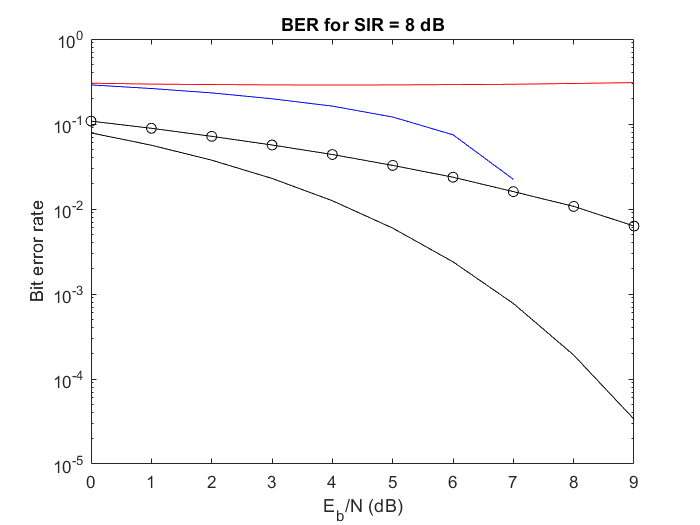 BER for SIR = 8 dB
10^0
10^-1
10^-2
10^-3
10^-4
10^-5
Bit error rate
0 1 2 3 4 5 6 7 8 9
E_b/N (dB)